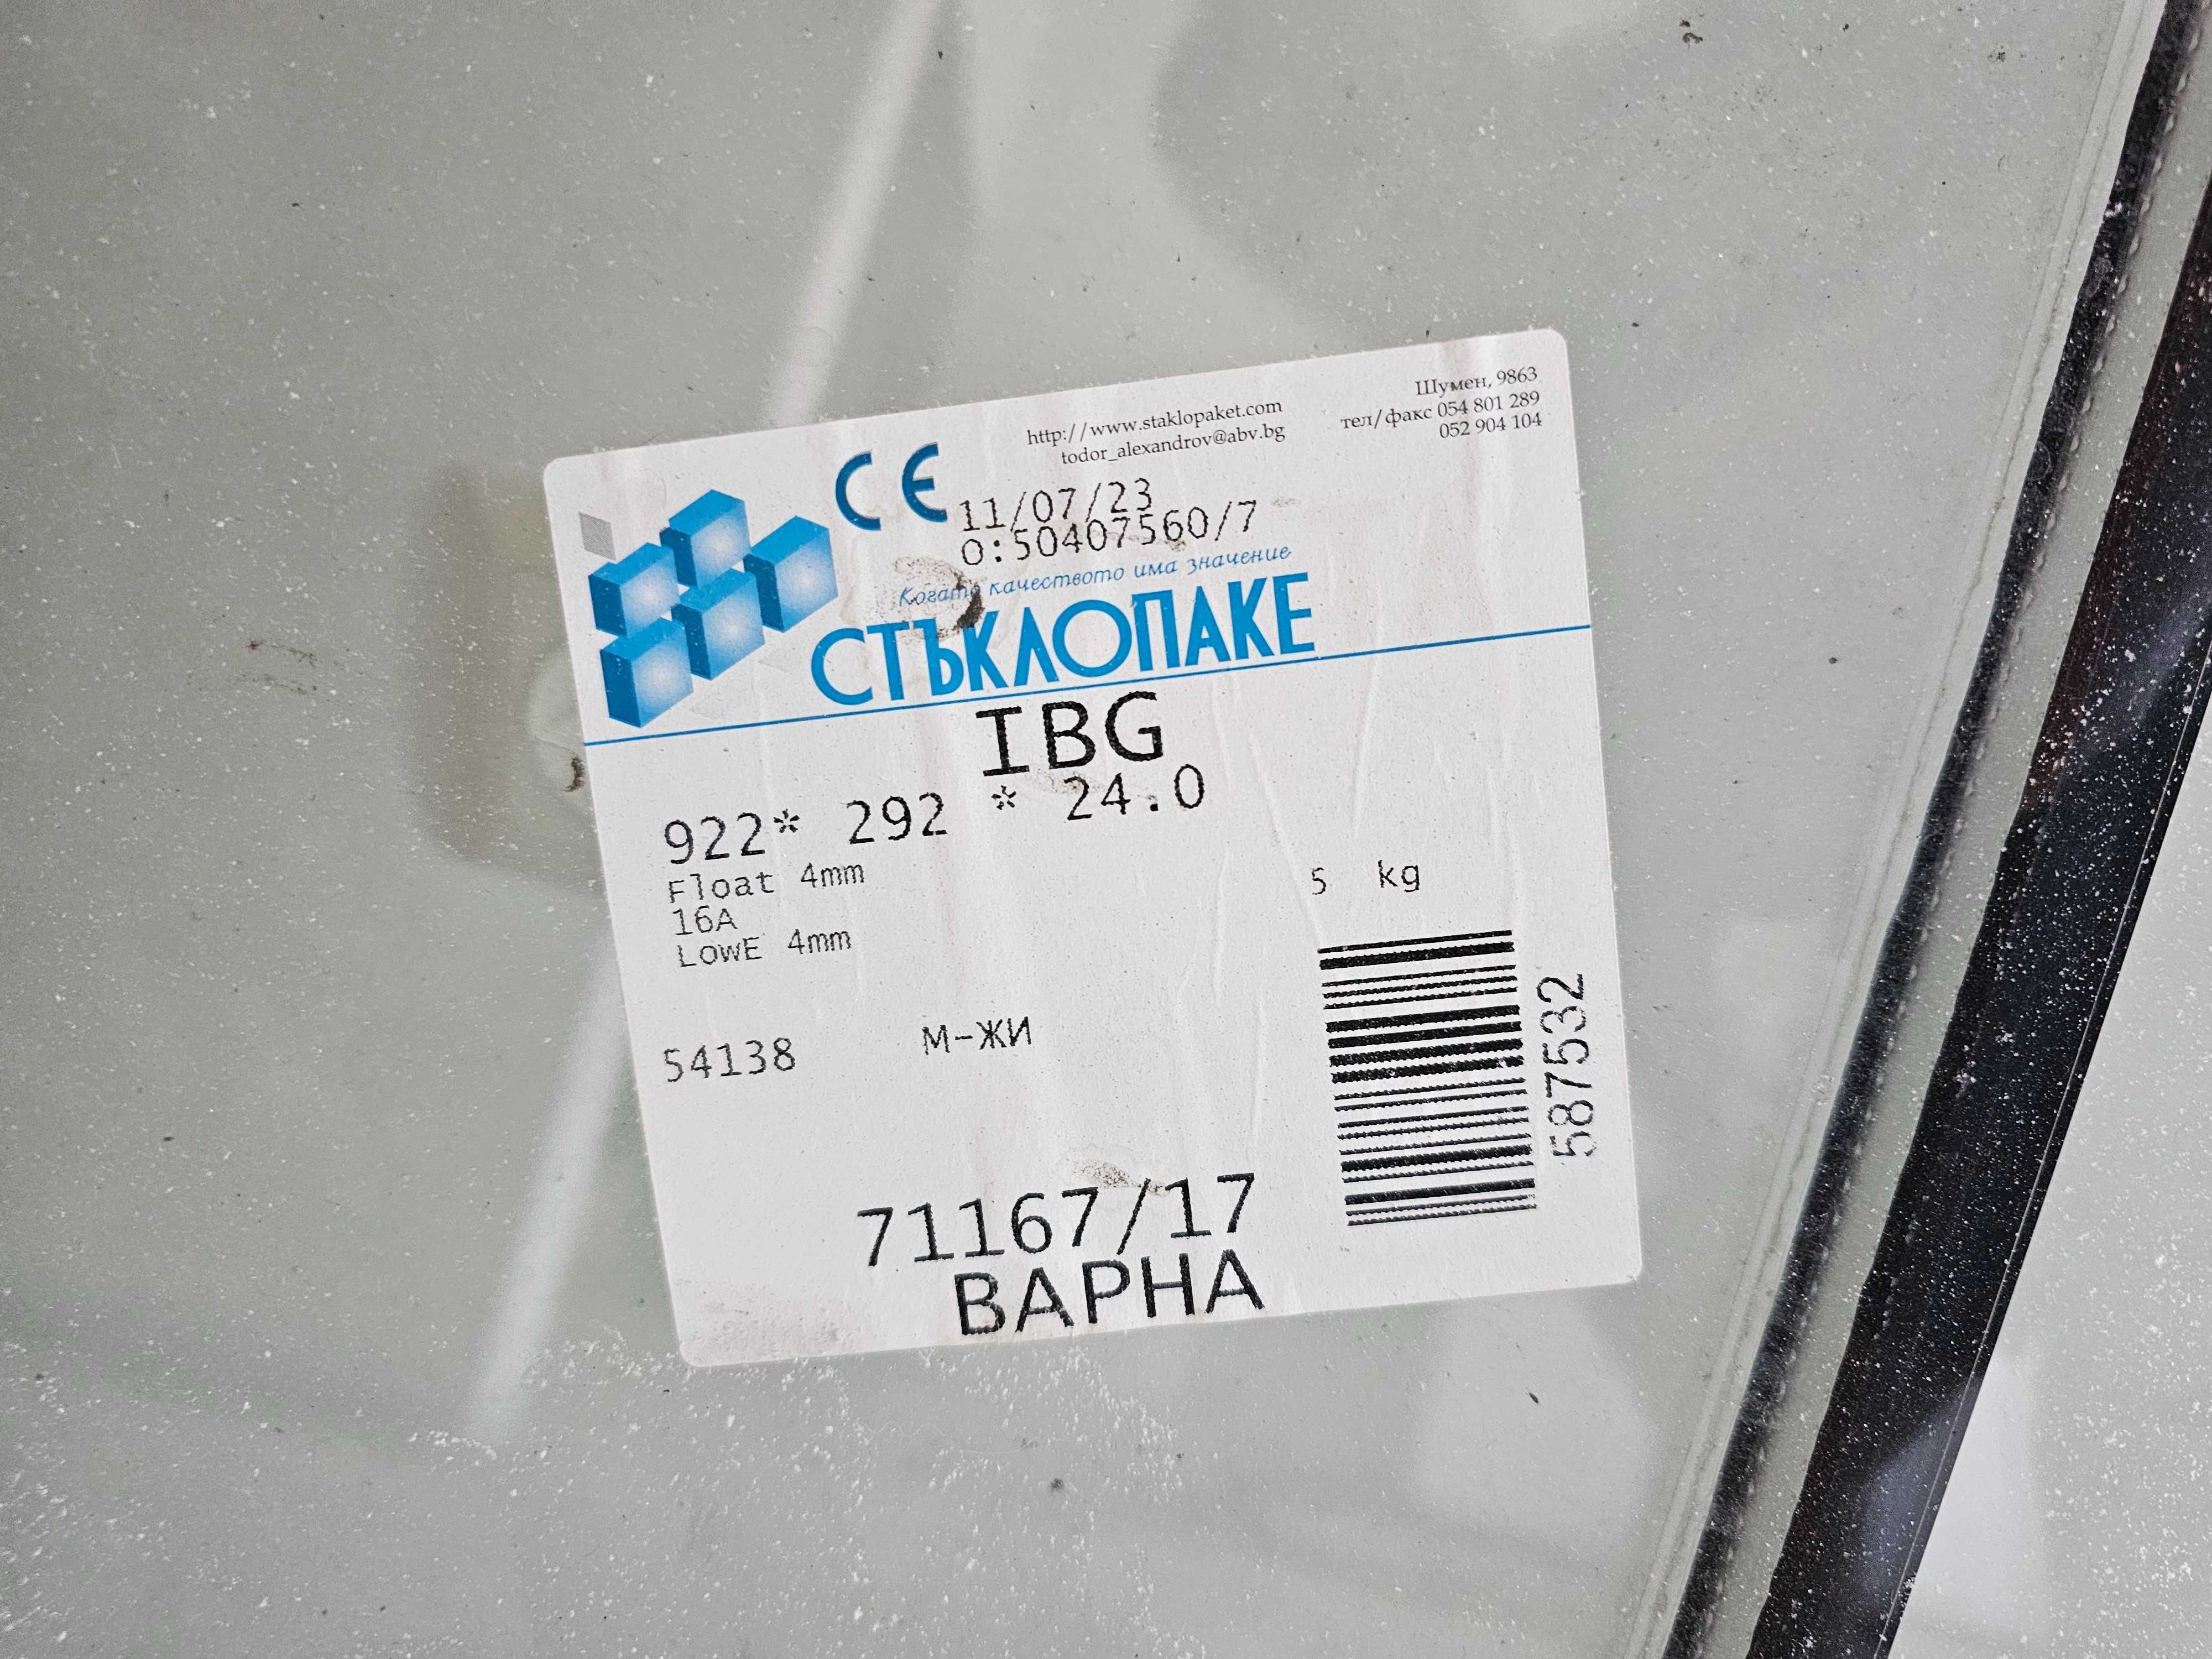 http://www.staklopaket.com
todor_alexandrov@abv.bg
Шумен, 9863
тел/факс 054 801 289
052 904 104
CE
11/07/23
O:50407560/7
Когато качеството има значение
СТЪКЛОПАКЕ
IBG
922* 292 * 24.0
Float 4mm
16A
LowE 4mm
5 kg
54138 М-ЖИ
587532
71167/17
ВАРНА